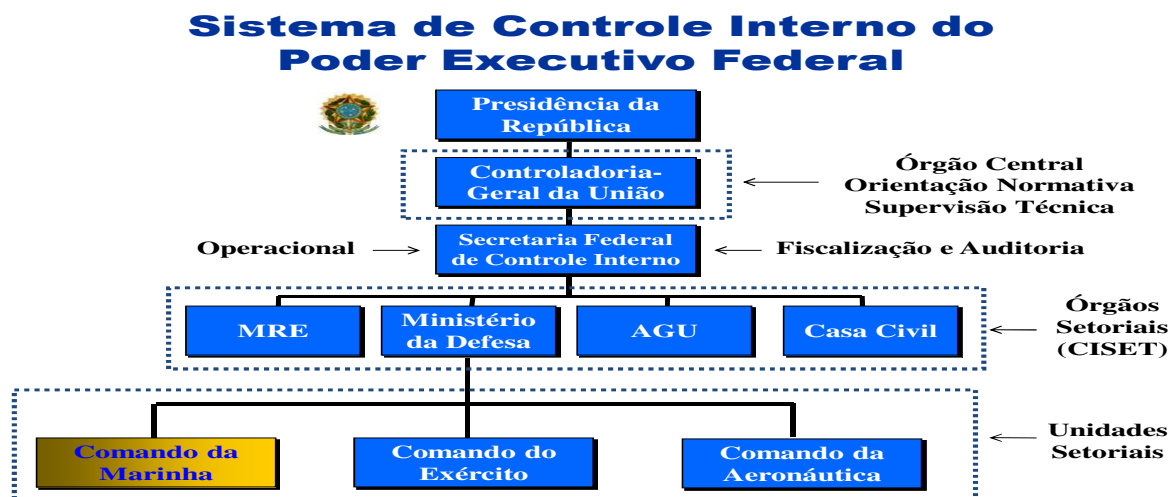 Sistema de Controle Interno do
Poder Executivo Federal
Presidência da
República
Controladoria-
Geral da União
Órgão Central
Orientação Normativa
Supervisão Técnica
Operacional
Secretaria Federal
de Controle Interno
Fiscalização e Auditoria
MRE
Ministério
da Defesa
AGU
Casa Civil
Órgãos
Setoriais
(CISET)
Comando da
Marinha
Comando do
Exército
Comando da
Aeronáutica
Unidades
Setoriais